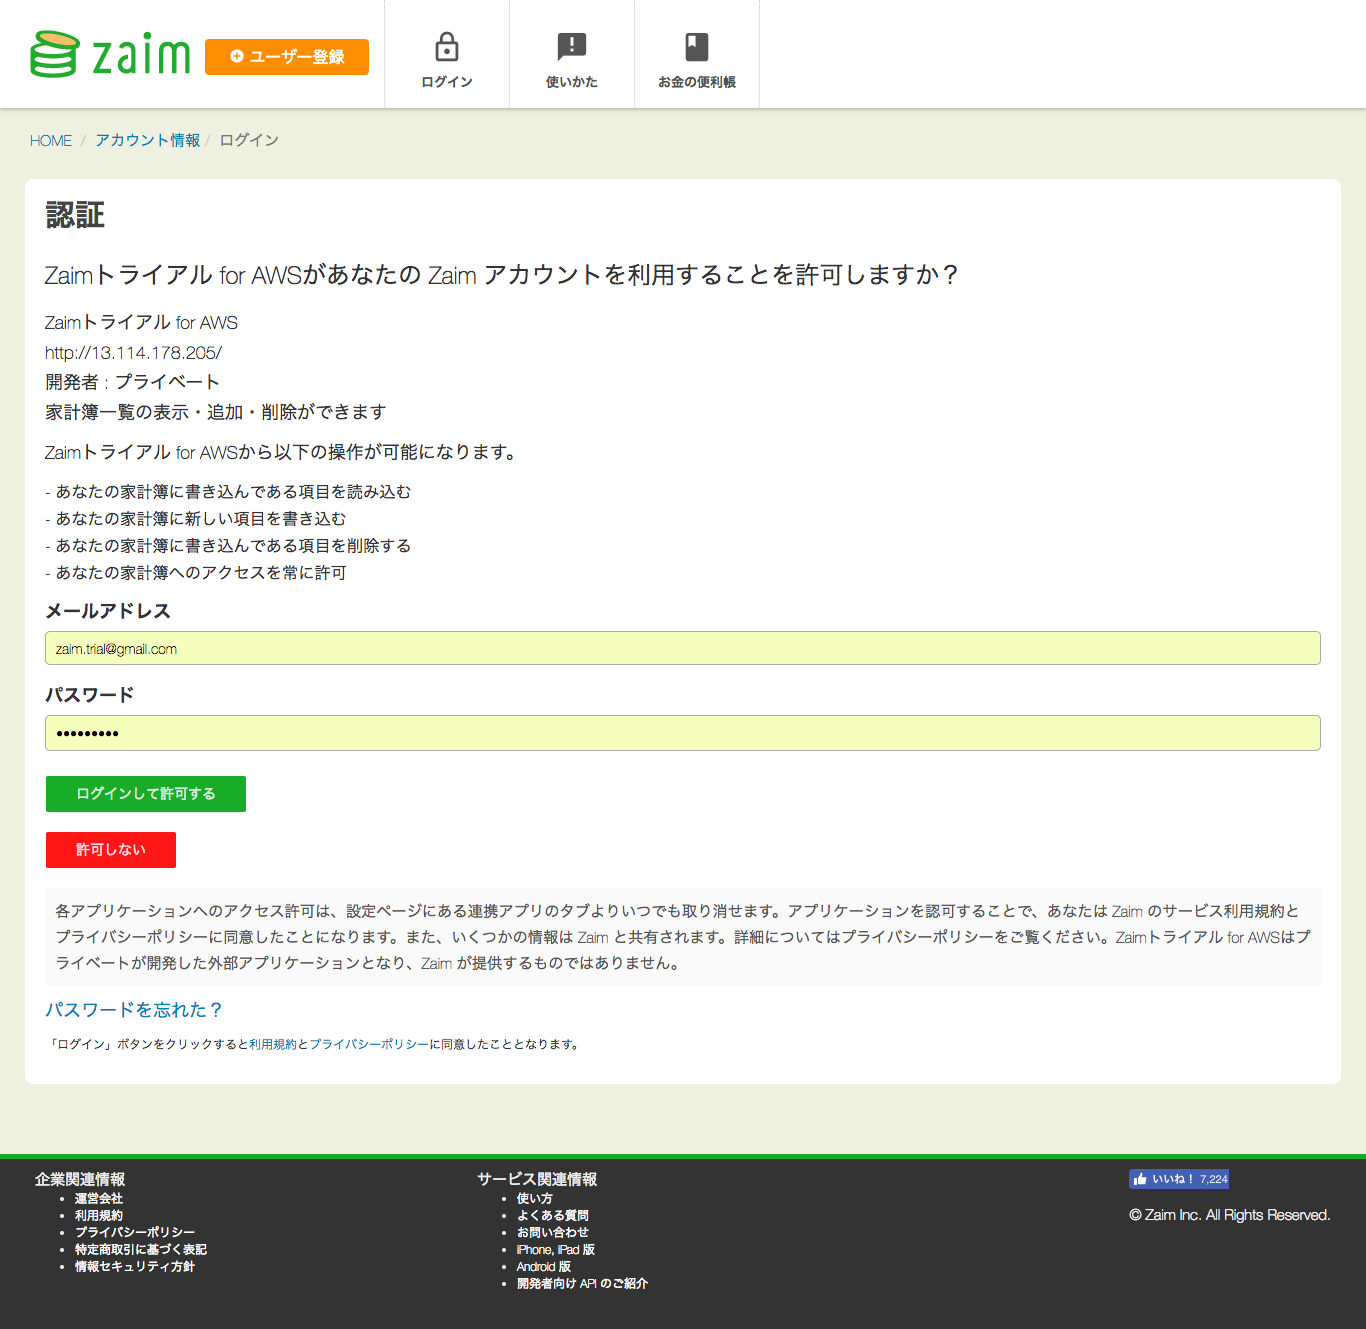 zaim
ユーザー登録
ログイン
使いかた
お金の便利帳
HOME / アカウント情報 / ログイン
認証
Zaimトライアル for AWSがあなたの Zaim アカウントを利用することを許可しますか？
Zaimトライアル for AWS
http://13.114.178.205/
開発者 : プライベート
家計簿一覧の表示・追加・削除ができます
Zaimトライアル for AWSから以下の操作が可能になります。
- あなたの家計簿に書き込んである項目を読み込む
- あなたの家計簿に新しい項目を書き込む
- あなたの家計簿に書き込んである項目を削除する
- あなたの家計簿へのアクセスを常に許可
メールアドレス
zaim.trial@gmail.com
パスワード
•••••••••
ログインして許可する
許可しない
各アプリケーションへのアクセス許可は、設定ページにある連携アプリのタブよりいつでも取り消せます。アプリケーションを認可することで、あなたは Zaim のサービス利用規約と
プライバシーポリシーに同意したことになります。また、いくつかの情報は Zaim と共有されます。詳細についてはプライバシーポリシーをご覧ください。Zaimトライアル for AWSはプ
ライベートが開発した外部アプリケーションとなり、Zaim が提供するものではありません。
パスワードを忘れた？
「ログイン」ボタンをクリックすると利用規約とプライバシーポリシーに同意したこととなります。
企業関連情報
• 運営会社
• 利用規約
• プライバシーポリシー
• 特定商取引に基づく表記
• 情報セキュリティ方針
サービス関連情報
• 使い方
• よくある質問
• お問い合わせ
• iPhone, iPad 版
• Android 版
• 開発者向け API のご紹介
いいね！ 7,224
© Zaim Inc. All Rights Reserved.